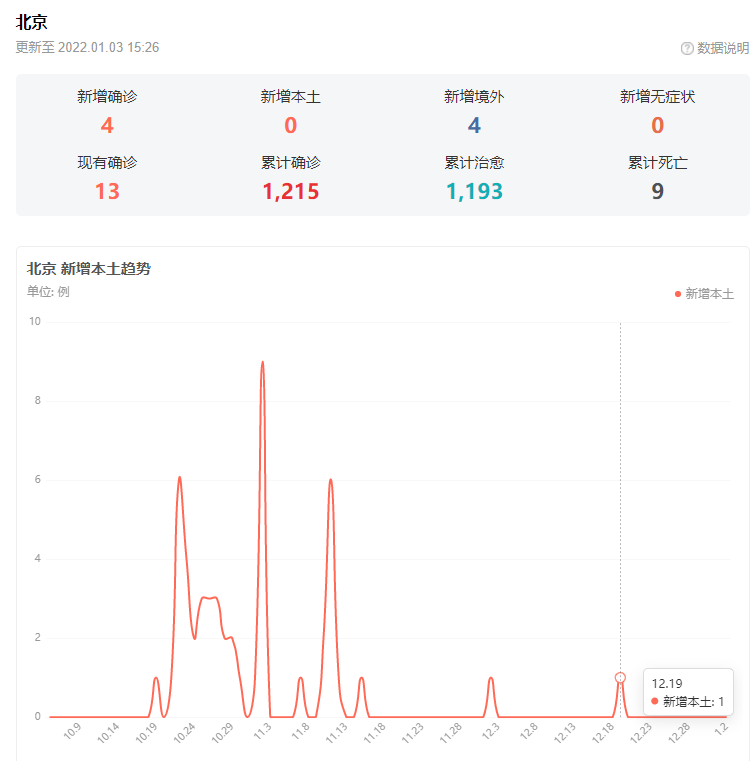 北京
更新至 2022.01.03 15:26
? 数据说明
新增确诊 新增本土 新增境外 新增无症状
4 0 4 0
现有确诊 累计确诊 累计治愈 累计死亡
13 1,215 1,193 9
北京 新增本土趋势
单位: 例
新增本土
10
8
6
4
2
0
12.19
新增本土: 1
10.9 10.14 10.19 10.24 10.29 11.3 11.8 11.13 11.18 11.23 11.28 12.3 12.8 12.13 12.18 12.23 12.28 1.2